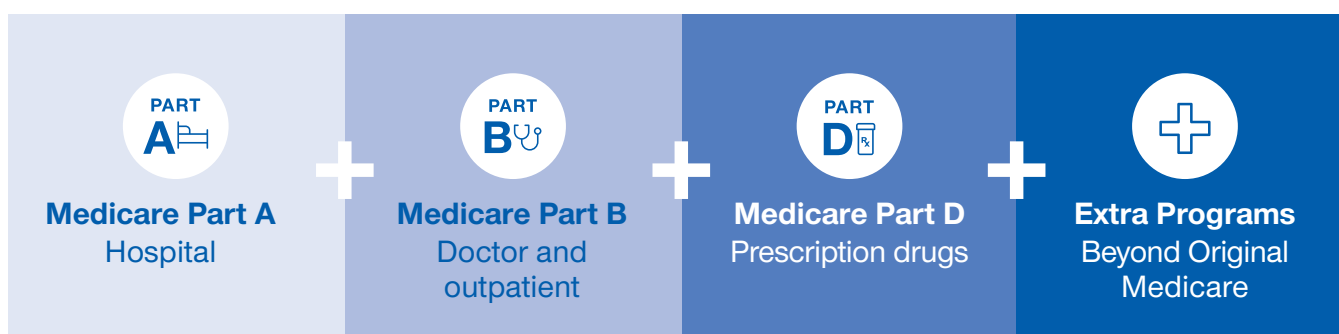 PART
A
Medicare Part A
Hospital
PART
B
Medicare Part B
Doctor and
outpatient
PART
D
Rx
Medicare Part D
Prescription drugs
Extra Programs
Beyond Original
Medicare